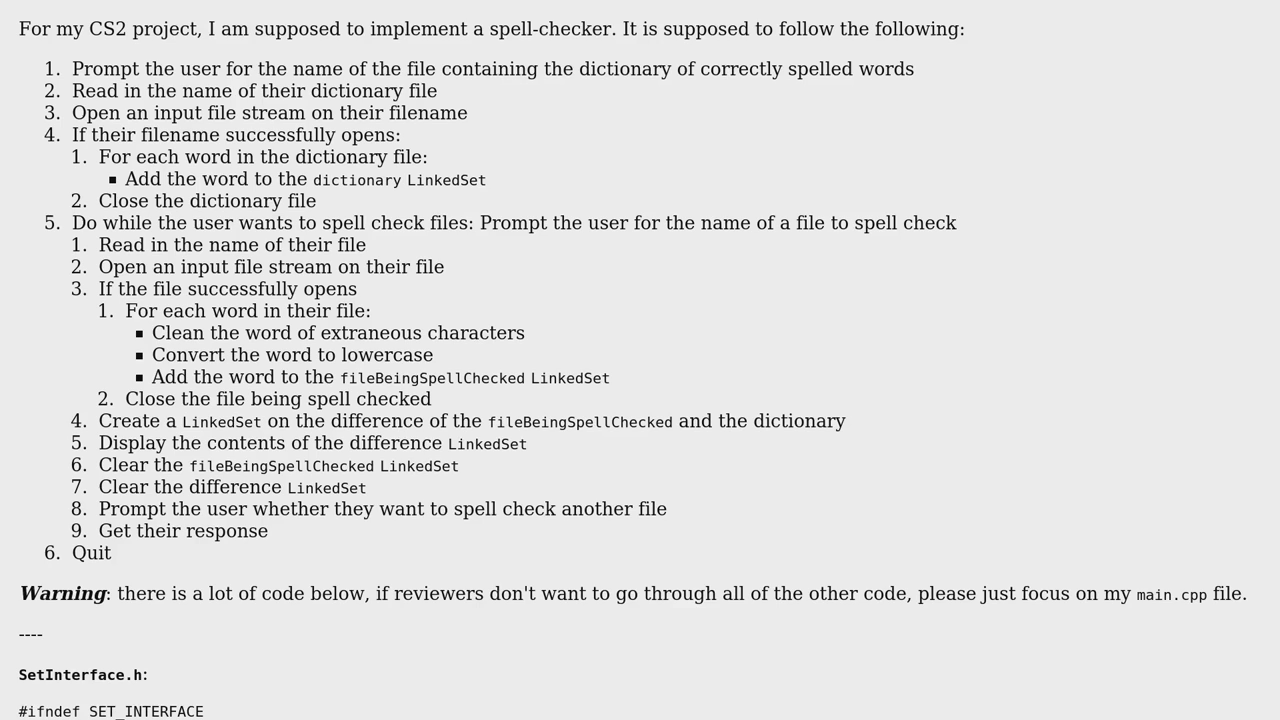 For my CS2 project, I am supposed to implement a spell-checker. It is supposed to follow the following:
1. Prompt the user for the name of the file containing the dictionary of correctly spelled words
2. Read in the name of their dictionary file
3. Open an input file stream on their filename
4. If their filename successfully opens:
1. For each word in the dictionary file:
▪ Add the word to the dictionary LinkedSet
2. Close the dictionary file
5. Do while the user wants to spell check files: Prompt the user for the name of a file to spell check
1. Read in the name of their file
2. Open an input file stream on their file
3. If the file successfully opens
1. For each word in their file:
▪ Clean the word of extraneous characters
▪ Convert the word to lowercase
▪ Add the word to the fileBeingSpellChecked LinkedSet
2. Close the file being spell checked
4. Create a LinkedSet on the difference of the fileBeingSpellChecked and the dictionary
5. Display the contents of the difference LinkedSet
6. Clear the fileBeingSpellChecked LinkedSet
7. Clear the difference LinkedSet
8. Prompt the user whether they want to spell check another file
9. Get their response
6. Quit
Warning: there is a lot of code below, if reviewers don't want to go through all of the other code, please just focus on my main.cpp file.
----
SetInterface.h:
#ifndef SET_INTERFACE